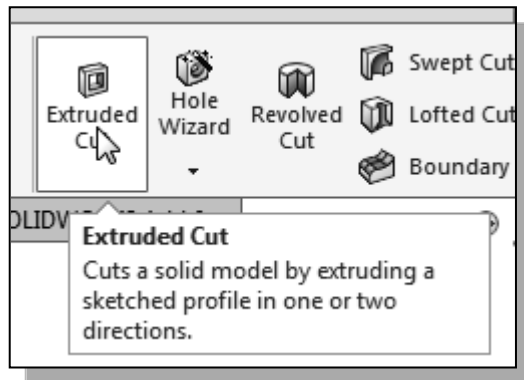 Extruded
Cut
Hole
Wizard
Revolved
Cut
Swept Cut
Lofted Cut
Boundary
Extruded Cut
Cuts a solid model by extruding a
sketched profile in one or two
directions.